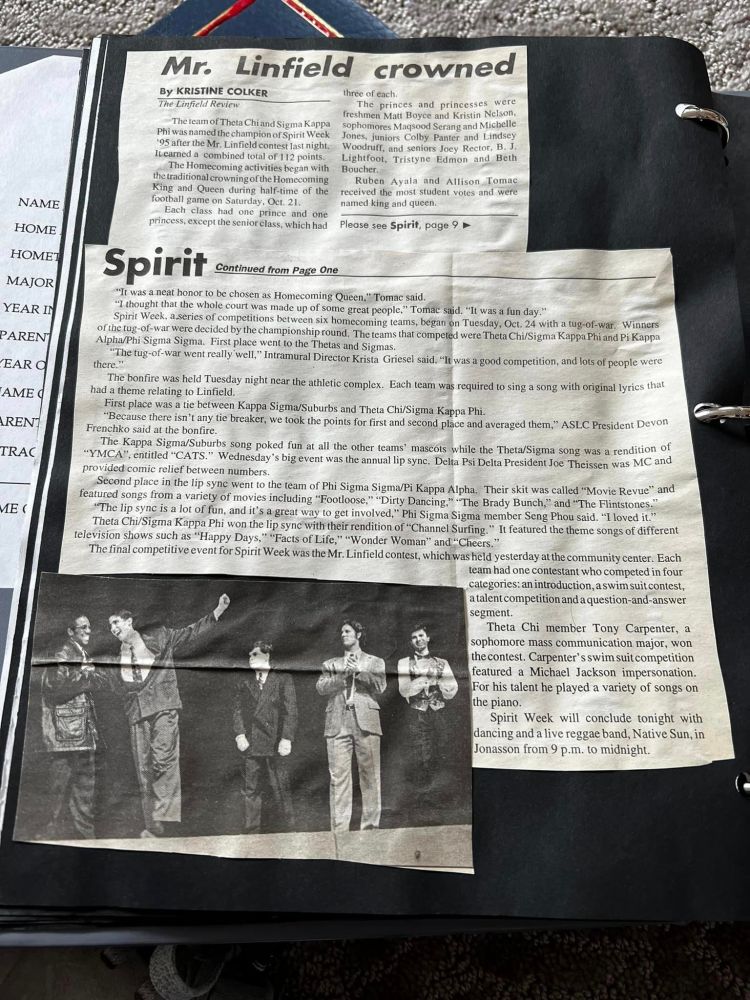 Mr. Linfield crowned
By KRISTINE COLKER
The Linfield Review
The team of Theta Chi and Sigma Kappa
Phi was named the champion of Spirit Week
'95 after the Mr. Linfield contest last night.
It earned a combined total of 112 points.
The Homecoming activities began with
the traditional crowning of the Homecoming
King and Queen during half-time of the
football game on Saturday, Oct. 21.
Each class had one prince and one
princess, except the senior class, which had
three of each.
The princes and princesses were
freshmen Matt Boyce and Kristin Nelson,
sophomores Maqsood Serang and Michelle
Jones, juniors Colby Panter and Lindsey
Woodruff, and seniors Joey Rector, B. J.
Lightfoot, Tristyne Edmon and Beth
Boucher.
Ruben Ayala and Allison Tomac
received the most student votes and were
named king and queen.
Please see Spirit, page 9 ►
Spirit Continued from Page One
"It was a neat honor to be chosen as Homecoming Queen," Tomac said.
"I thought that the whole court was made up of some great people," Tomac said. "It was a fun day."
Spirit Week, a series of competitions between six homecoming teams, began on Tuesday, Oct. 24 with a tug-of-war. Winners
of the tug-of-war were decided by the championship round. The teams that competed were Theta Chi/Sigma Kappa Phi and Pi Kappa
Alpha/Phi Sigma Sigma. First place went to the Thetas and Sigmas.
"The tug-of-war went really well," Intramural Director Krista Griesel said. "It was a good competition, and lots of people were
there."
The bonfire was held Tuesday night near the athletic complex. Each team was required to sing a song with original lyrics that
had a theme relating to Linfield.
First place was a tie between Kappa Sigma/Suburbs and Theta Chi/Sigma Kappa Phi.
"Because there isn't any tie breaker, we took the points for first and second place and averaged them," ASLC President Devon
Frenchko said at the bonfire.
The Kappa Sigma/Suburbs song poked fun at all the other teams' mascots while the Theta/Sigma song was a rendition of
"YMCA", entitled "CATS." Wednesday's big event was the annual lip sync. Delta Psi Delta President Joe Theissen was MC and
provided comic relief between numbers.
Second place in the lip sync went to the team of Phi Sigma Sigma/Pi Kappa Alpha. Their skit was called "Movie Revue" and
featured songs from a variety of movies including "Footloose," "Dirty Dancing," "The Brady Bunch," and "The Flintstones."
"The lip sync is a lot of fun, and it's a great way to get involved," Phi Sigma Sigma member Seng Phou said. "I loved it."
Theta Chi/Sigma Kappa Phi won the lip sync with their rendition of "Channel Surfing." It featured the theme songs of different
television shows such as "Happy Days," "Facts of Life," "Wonder Woman" and "Cheers."
The final competitive event for Spirit Week was the Mr. Linfield contest, which was held yesterday at the community center. Each
team had one contestant who competed in four
categories: an introduction, a swim suit contest,
a talent competition and a question-and-answer
segment.
Theta Chi member Tony Carpenter, a
sophomore mass communication major, won
the contest. Carpenter's swim suit competition
featured a Michael Jackson impersonation.
For his talent he played a variety of songs on
the piano.
Spirit Week will conclude tonight with
dancing and a live reggae band, Native Sun, in
Jonasson from 9 p.m. to midnight.
NAME
HOME
HOMET
MAJOR
YEAR IN
PAREN
YEAR O